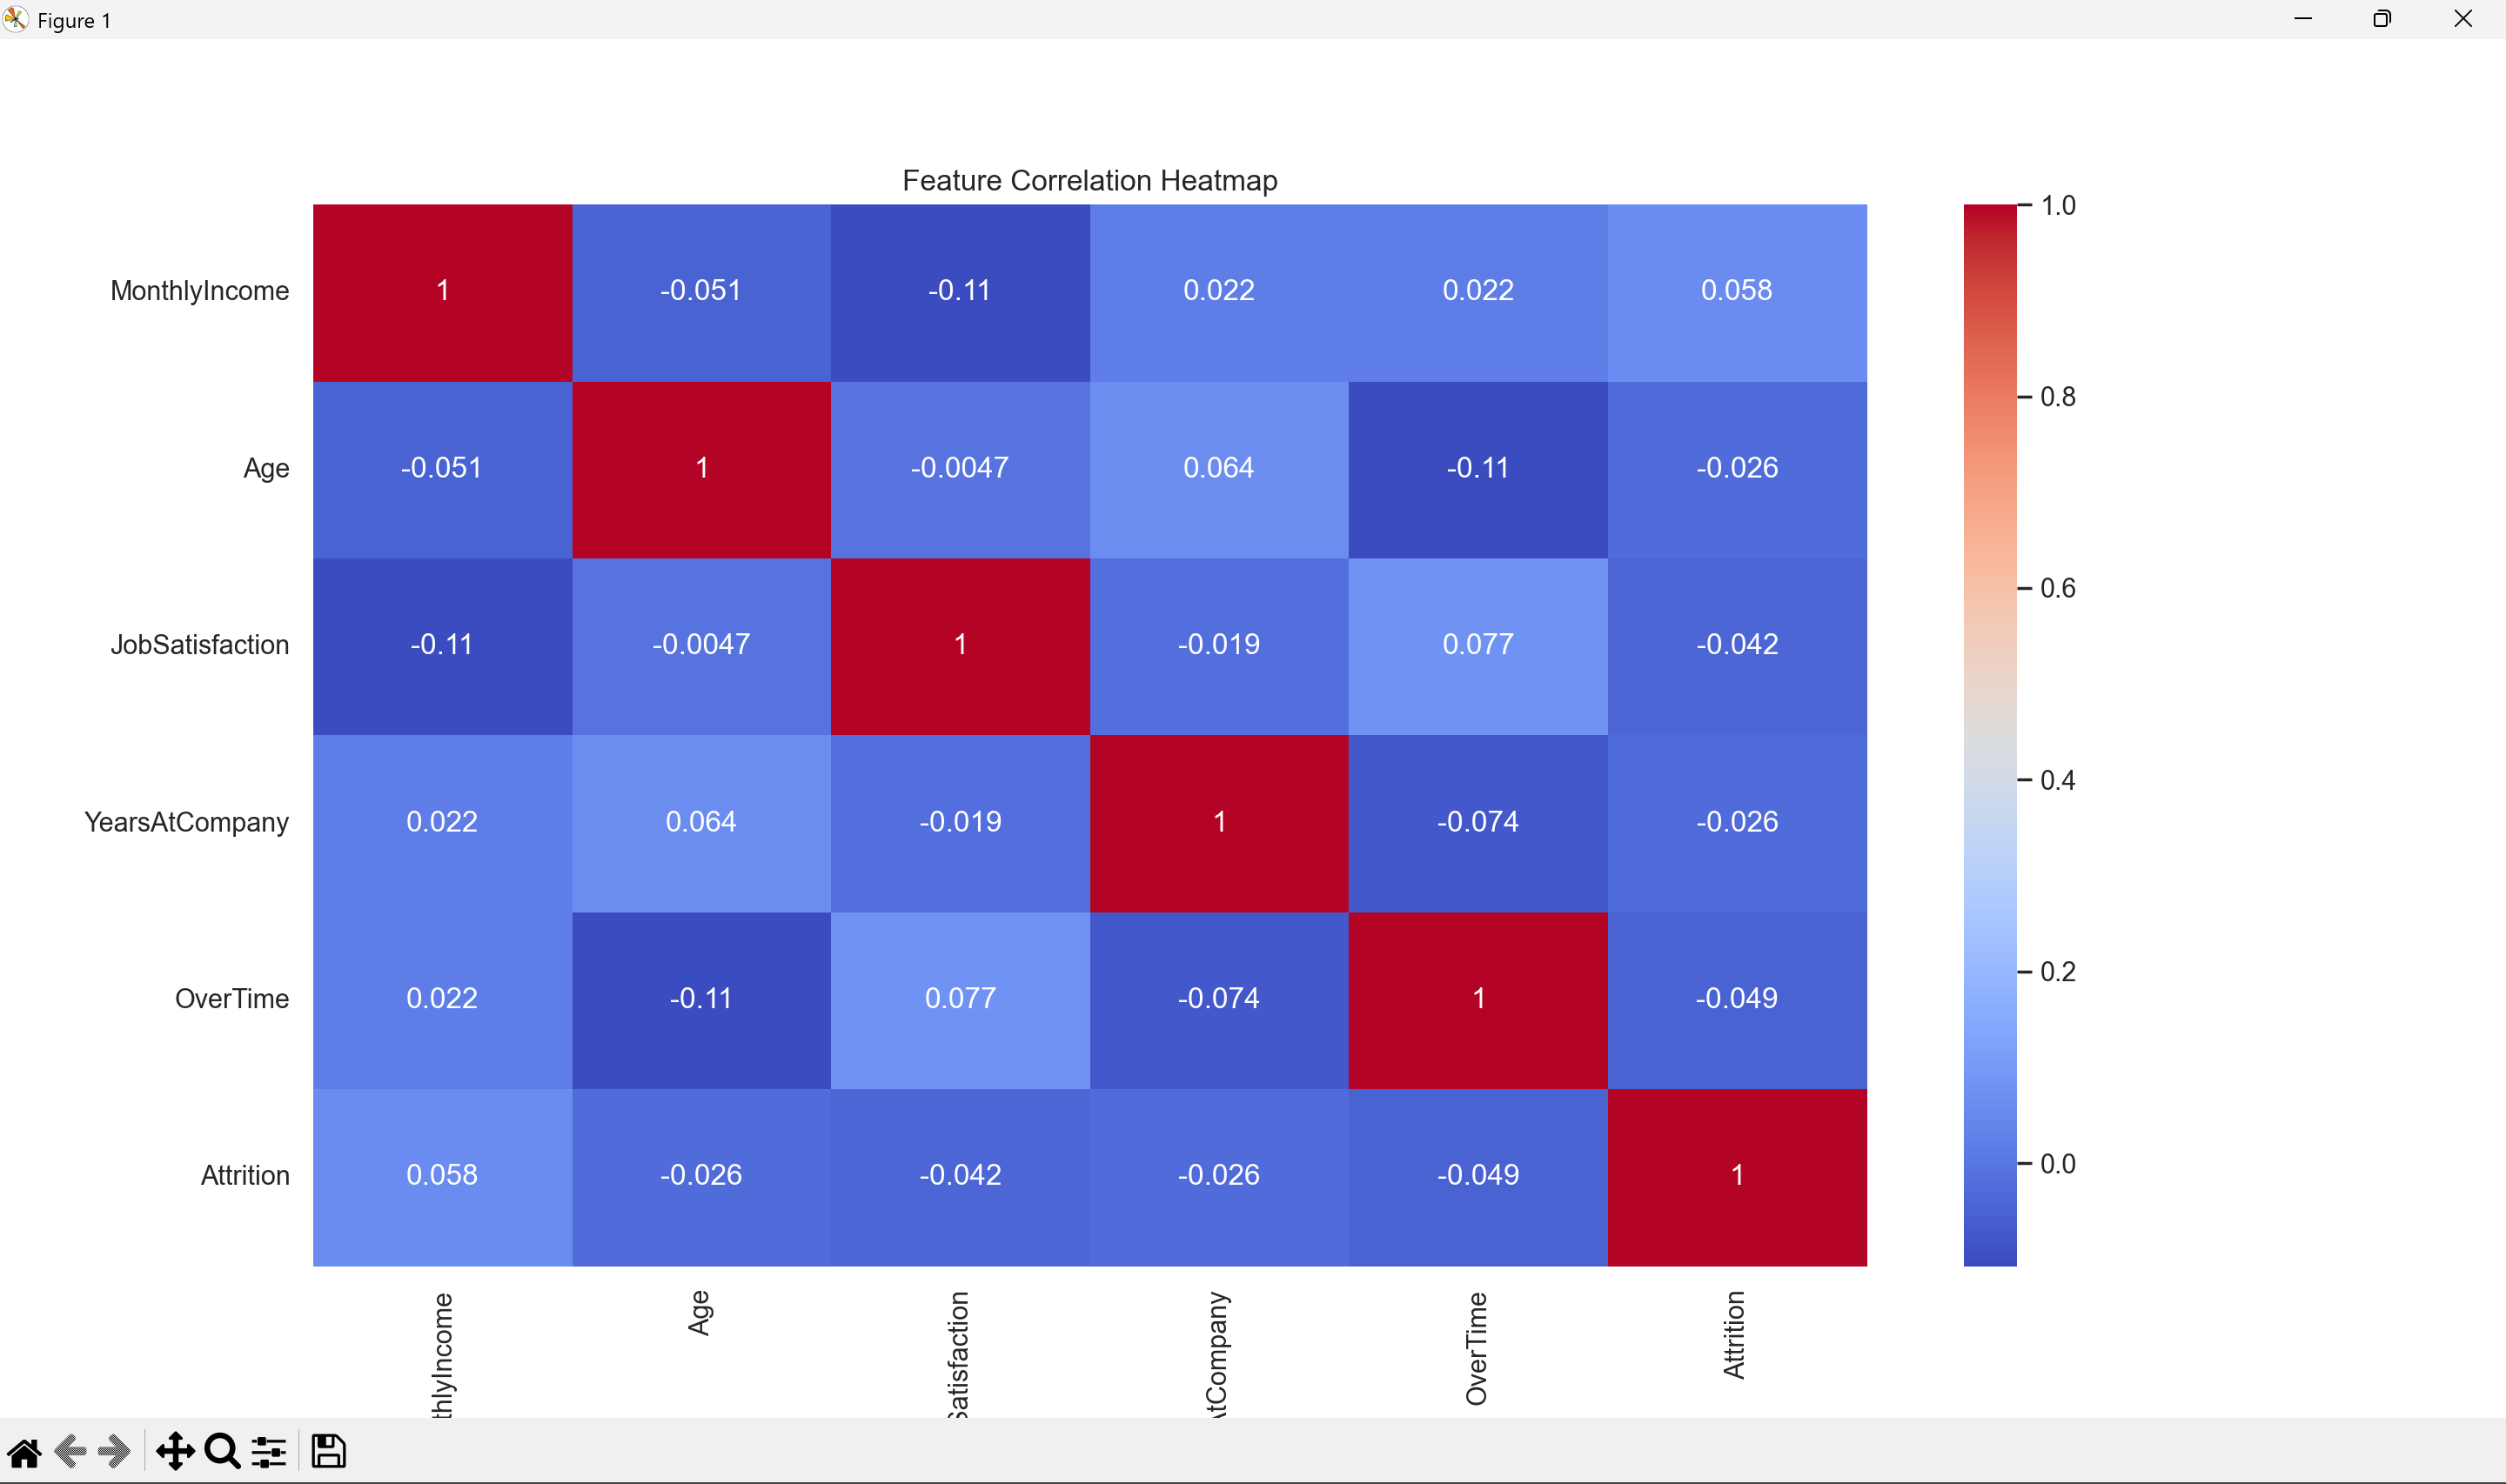 Figure 1
Feature Correlation Heatmap
MonthlyIncome 1 -0.051 -0.11 0.022 0.022 0.058
Age -0.051 1 -0.0047 0.064 -0.11 -0.026
JobSatisfaction -0.11 -0.0047 1 -0.019 0.077 -0.042
YearsAtCompany 0.022 0.064 -0.019 1 -0.074 -0.026
OverTime 0.022 -0.11 0.077 -0.074 1 -0.049
Attrition 0.058 -0.026 -0.042 -0.026 -0.049 1
thlyIncome Age Satisfaction AtCompany OverTime Attrition
1.0
0.8
0.6
0.4
0.2
0.0